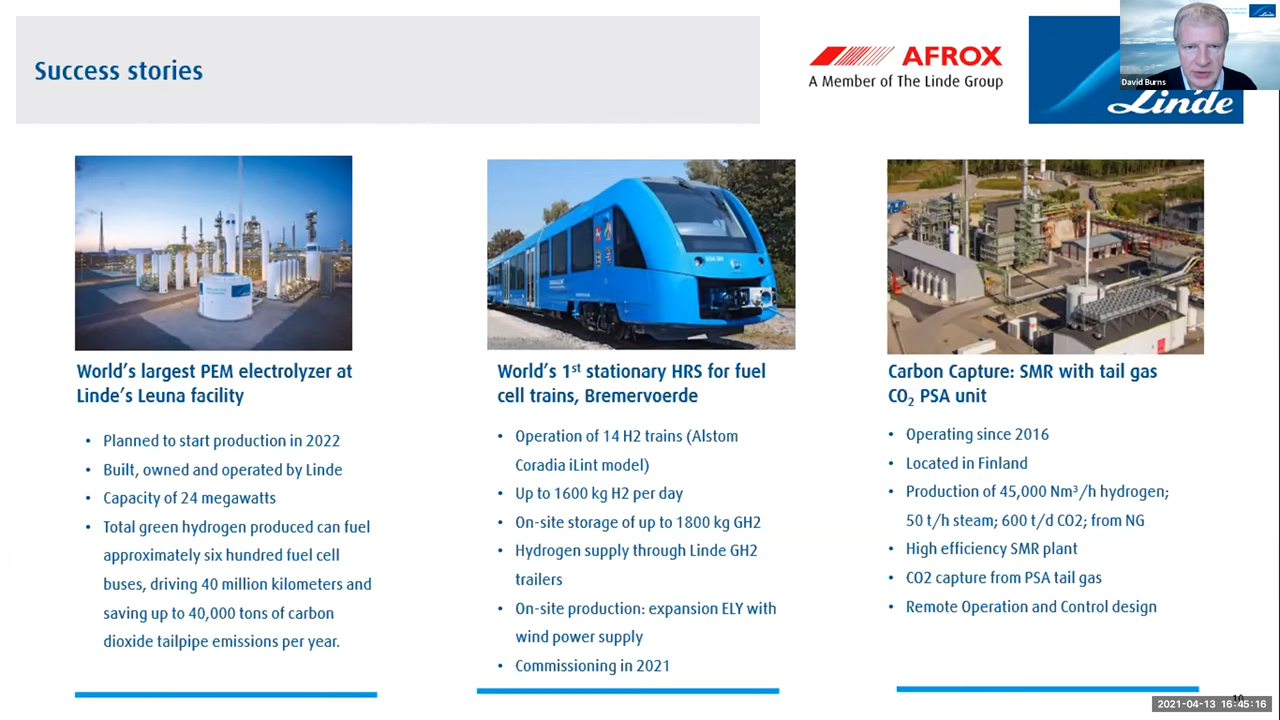 Success stories
AFROX
A Member of The Linde Group
Linde
David Burns
World's largest PEM electrolyzer at
Linde's Leuna facility
• Planned to start production in 2022
• Built, owned and operated by Linde
• Capacity of 24 megawatts
• Total green hydrogen produced can fuel
approximately six hundred fuel cell
buses, driving 40 million kilometers and
saving up to 40,000 tons of carbon
dioxide tailpipe emissions per year.
World's 1st stationary HRS for fuel
cell trains, Bremervoerde
• Operation of 14 H2 trains (Alstom
Coradia iLint model)
• Up to 1600 kg H2 per day
• On-site storage of up to 1800 kg GH2
• Hydrogen supply through Linde GH2
trailers
• On-site production: expansion ELY with
wind power supply
• Commissioning in 2021
Carbon Capture: SMR with tail gas
CO₂ PSA unit
• Operating since 2016
• Located in Finland
• Production of 45,000 Nm³/h hydrogen;
50 t/h steam; 600 t/d CO2; from NG
• High efficiency SMR plant
• CO2 capture from PSA tail gas
• Remote Operation and Control design
2021-04-13 16:45:16